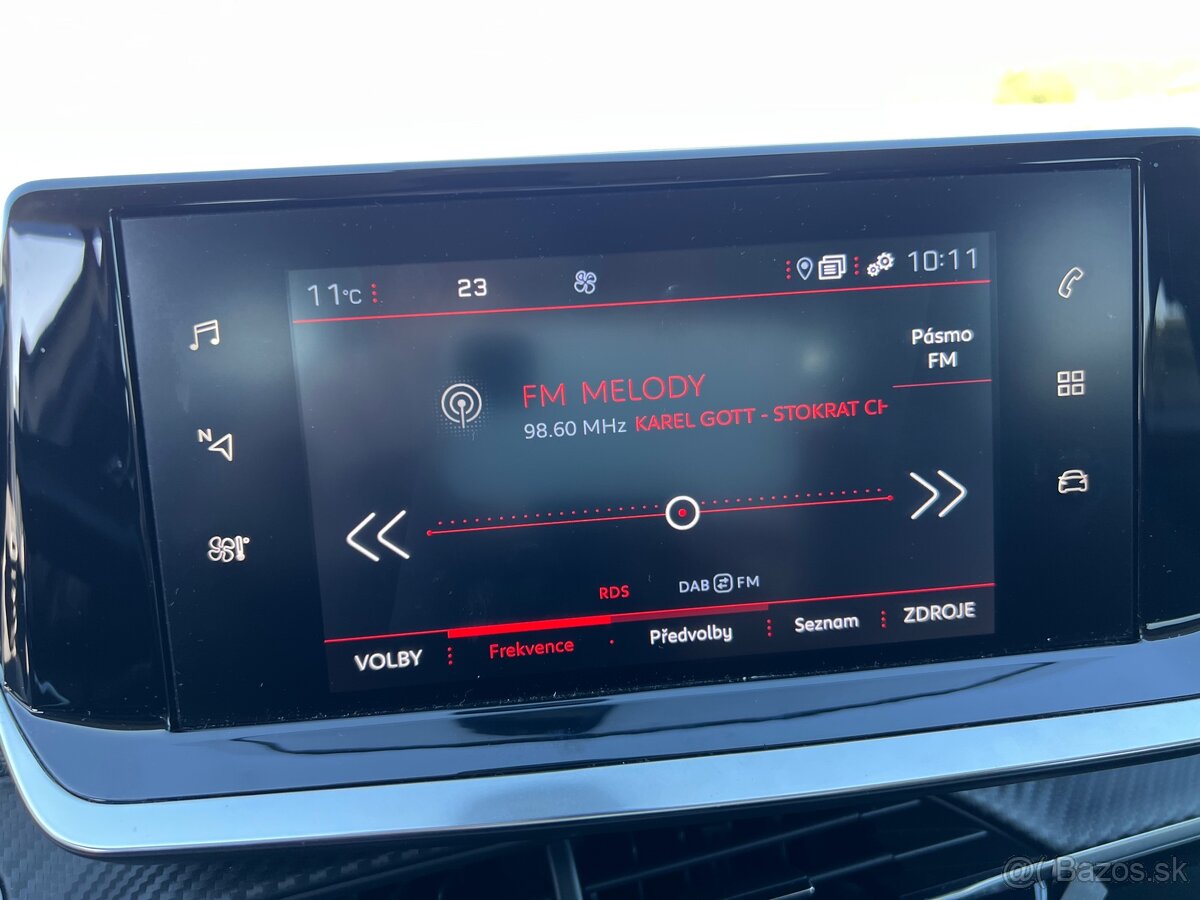 11°C 23 10:11
Pásmo
FM
FM MELODY
98.60 MHz KAREL GOTT - STOKRAT CH
N
RDS DAB FM
VOLBY Frekvence Předvolby Seznam ZDROJE
@( Bazos.sk